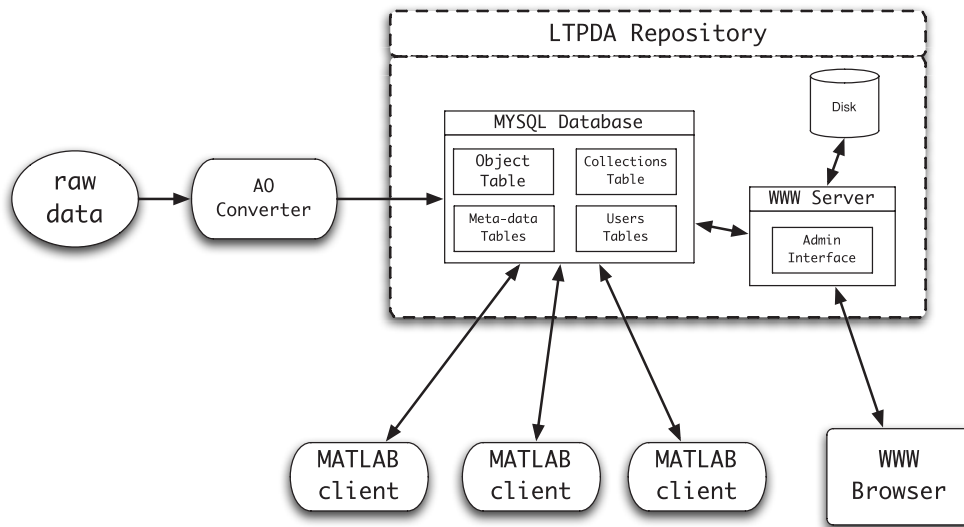 LTPDA Repository
Disk
MYSQL Database
Object
Table
Collections
Table
raw
data
AO
Converter
WWW Server
Meta-data
Tables
Users
Tables
Admin
Interface
MATLAB
client
MATLAB
client
MATLAB
client
WWW
Browser